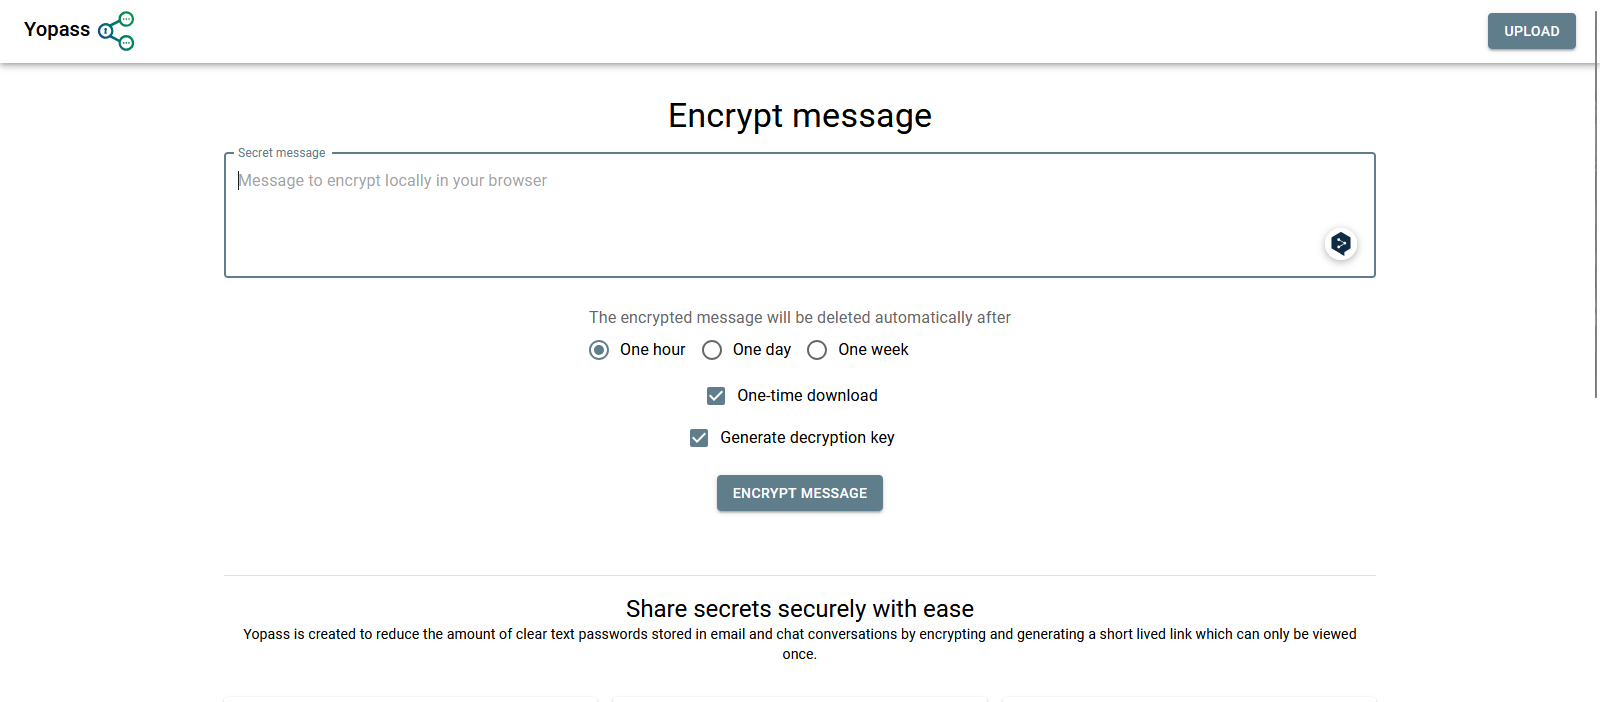 Yopass
UPLOAD
Encrypt message
Secret message
Message to encrypt locally in your browser
The encrypted message will be deleted automatically after
One hour One day One week
One-time download
Generate decryption key
ENCRYPT MESSAGE
Share secrets securely with ease
Yopass is created to reduce the amount of clear text passwords stored in email and chat conversations by encrypting and generating a short lived link which can only be viewed
once.